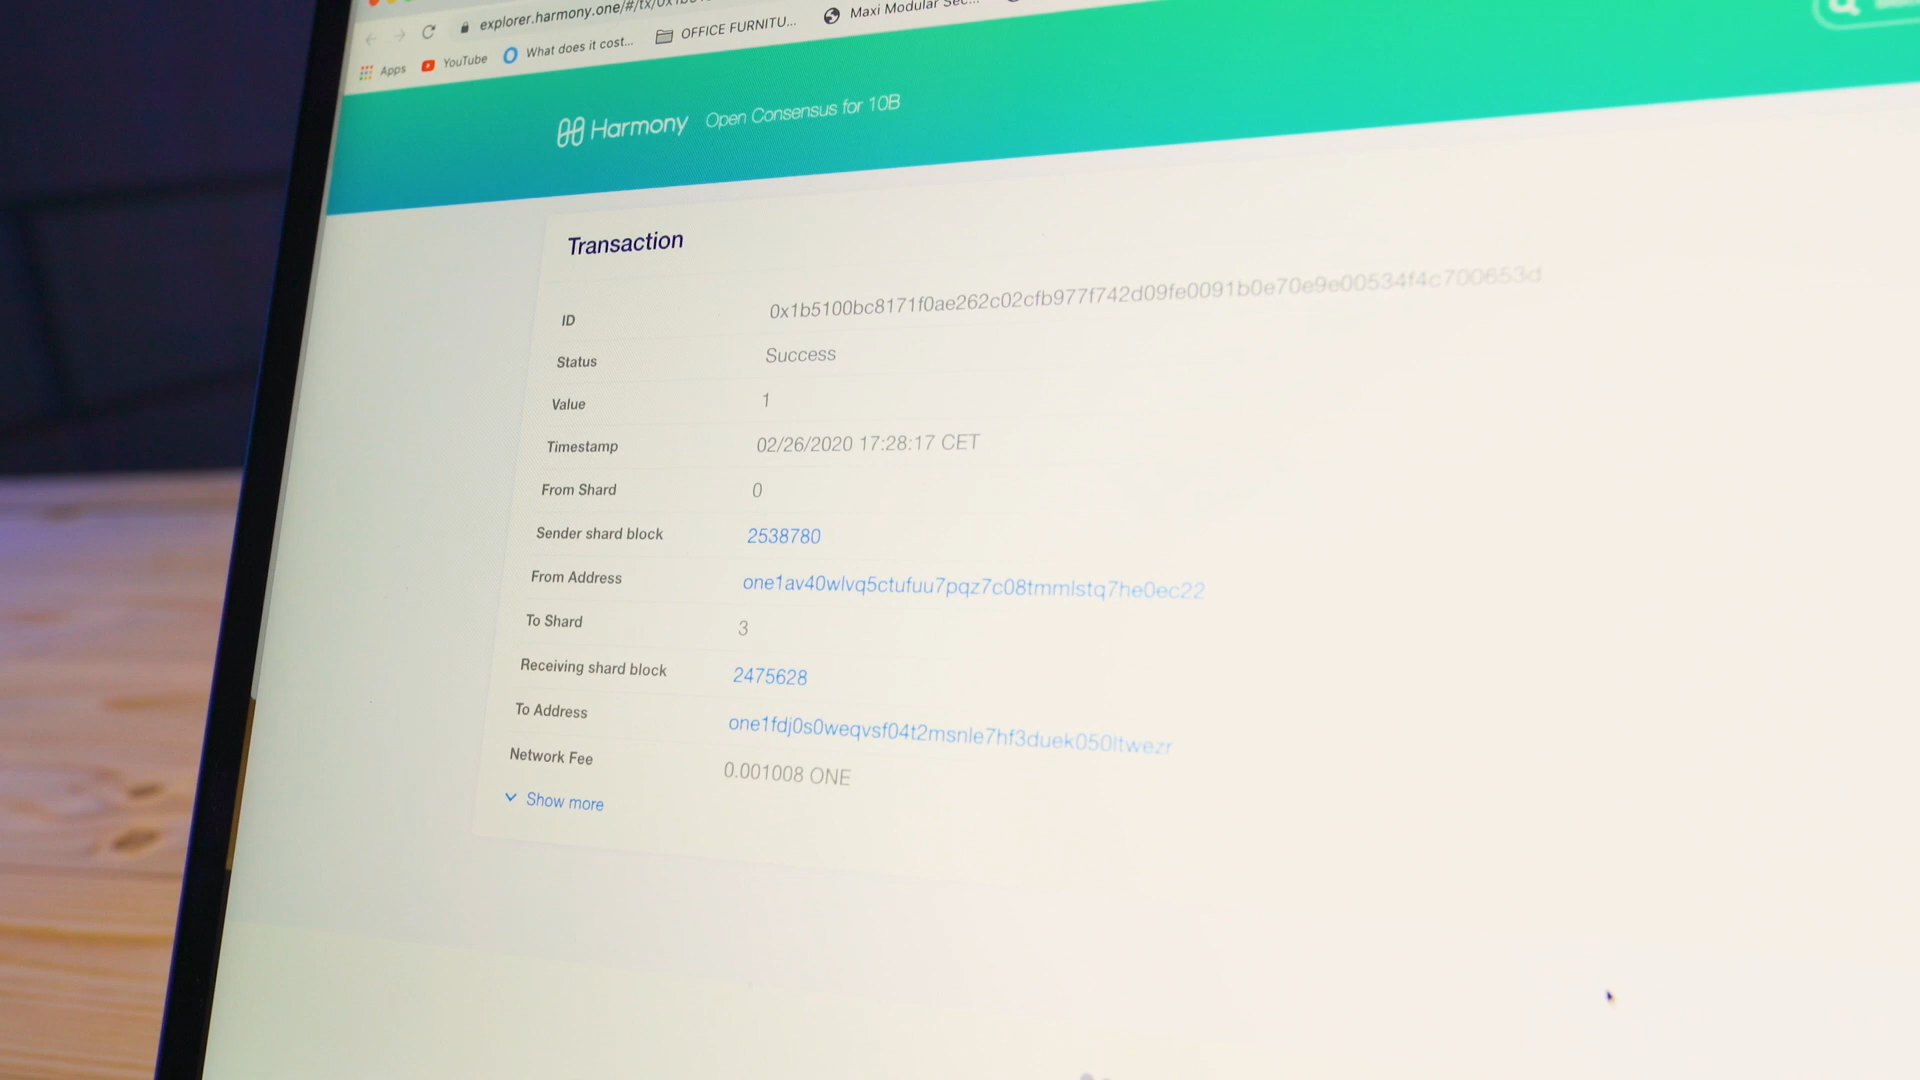 explorer.harmony.one/#/tx/0x1b5
Apps YouTube What does it cost... OFFICE FURNITU... Maxi Modular Sec...
Harmony Open Consensus for 10B
Transaction
ID 0x1b5100bc8171f0ae262c02cfb977f742d09fe0091b0e70e9e00534f4c700653d
Status Success
Value 1
Timestamp 02/26/2020 17:28:17 CET
From Shard 0
Sender shard block 2538780
From Address one1av40wlvq5ctufuu7pqz7c08tmmlstq7he0ec22
To Shard 3
Receiving shard block 2475628
To Address one1fdj0s0weqvsf04t2msnle7hf3duek050ltwezr
Network Fee 0.001008 ONE
Show more